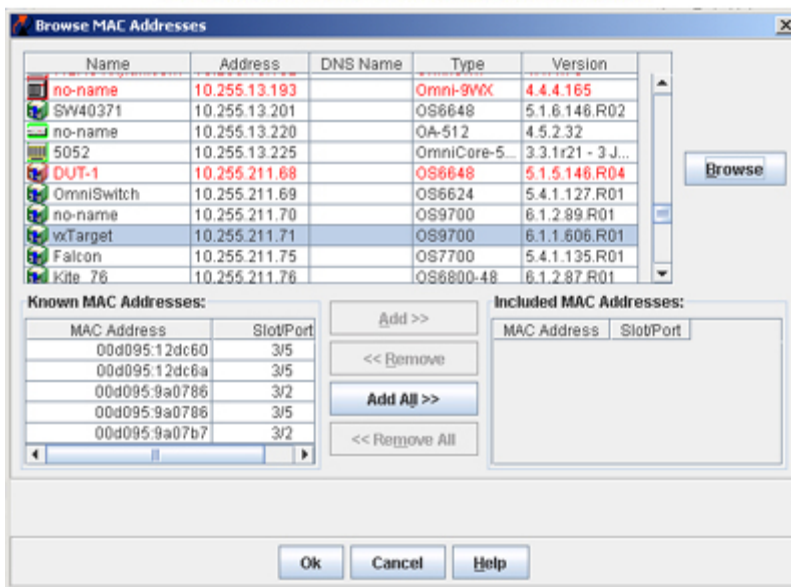 Browse MAC Addresses
Name Address DNS Name Type Version
no-name 10.255.13.193 Omni-9WX 4.4.4.165
SW40371 10.255.13.201 OS6648 5.1.6.146.R02
no-name 10.255.13.220 OA-512 4.5.2.32
5052 10.255.13.225 OmniCore-5... 3.3.1r21 - 3 J...
DUT-1 10.255.211.68 OS6648 5.1.5.146.R04
Browse
OmniSwitch 10.255.211.69 OS6624 5.4.1.127.R01
no-name 10.255.211.70 OS9700 6.1.2.89.R01
vxTarget 10.255.211.71 OS9700 6.1.1.606.R01
Falcon 10.255.211.75 OS7700 5.4.1.135.R01
Kite_76 10.255.211.76 OS6800-48 6.1.2.87.R01
Known MAC Addresses:
MAC Address Slot/Port
00d095:12dc60 3/5
00d095:12dc6a 3/5
00d095:9a0786 3/2
00d095:9a0786 3/5
00d095:9a07b7 3/2
Add >>
<< Remove
Add All >>
<< Remove All
Included MAC Addresses:
MAC Address Slot/Port
Ok Cancel Help